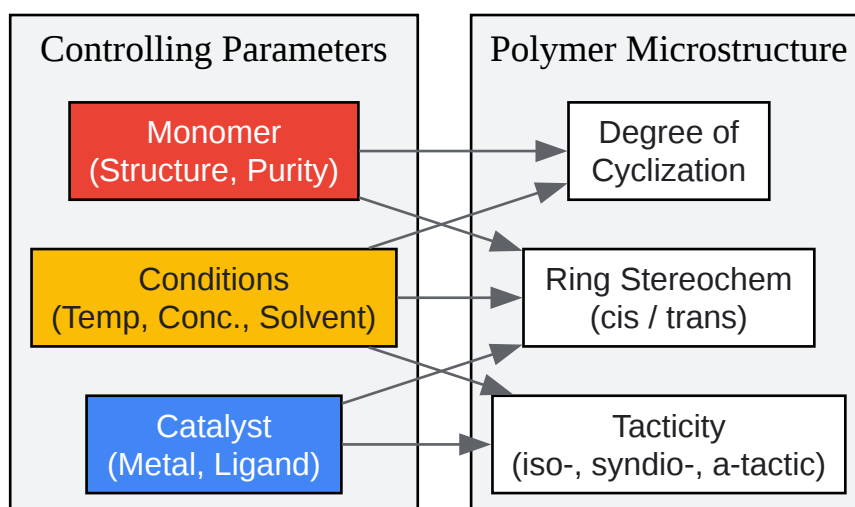 Controlling Parameters
Monomer
(Structure, Purity)
Conditions
(Temp, Conc., Solvent)
Catalyst
(Metal, Ligand)
Polymer Microstructure
Degree of
Cyclization
Ring Stereochem
(cis / trans)
Tacticity
(iso-, syndio-, a-tactic)